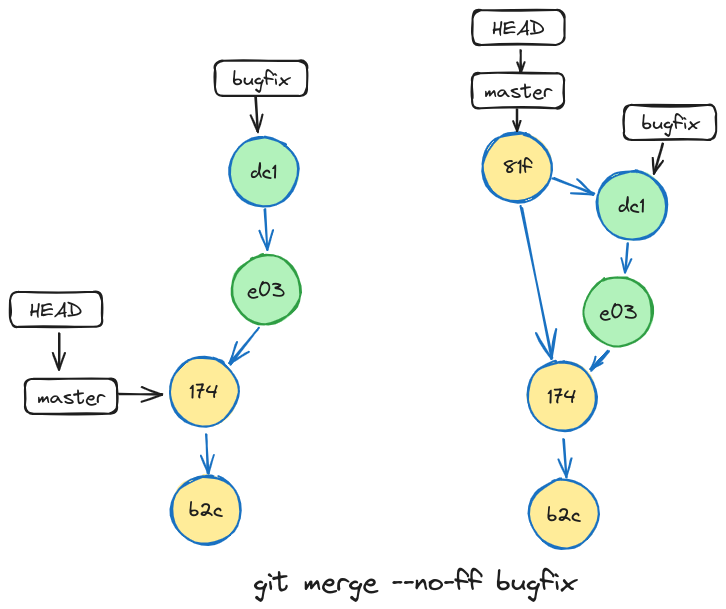 bugfix
dc1
e03
HEAD
master
174
b2c
HEAD
master
bugfix
81f
dc1
e03
174
b2c
git merge --no-ff bugfix